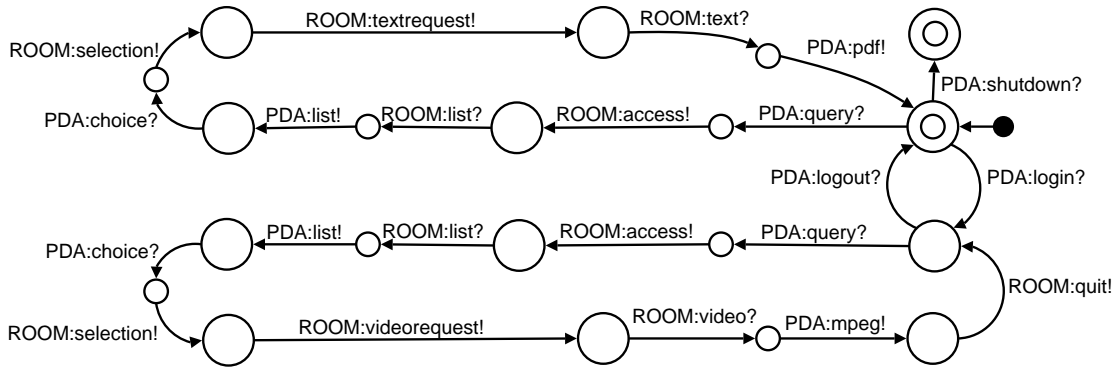 ROOM:textrequest!
ROOM:text?
ROOM:selection!
PDA:pdf!
PDA:shutdown?
PDA:choice?
PDA:list!
ROOM:list?
ROOM:access!
PDA:query?
PDA:logout?
PDA:login?
PDA:choice?
PDA:list!
ROOM:list?
ROOM:access!
PDA:query?
ROOM:quit!
ROOM:selection!
ROOM:videorequest!
ROOM:video?
PDA:mpeg!